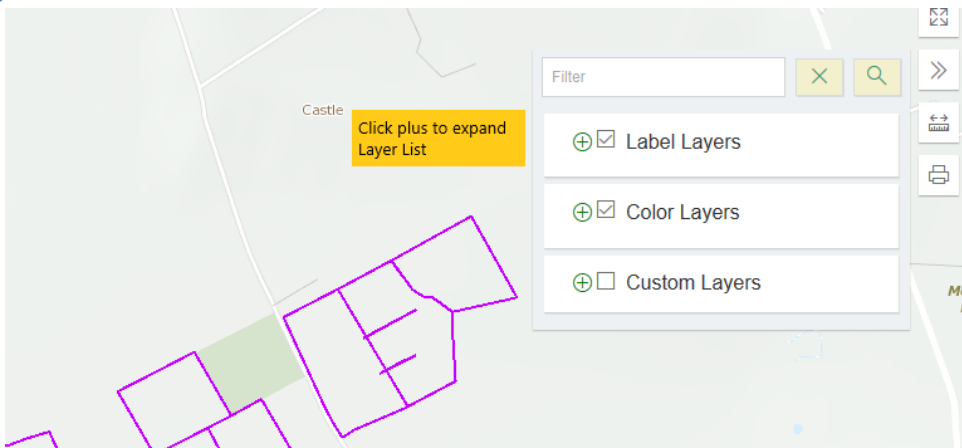 Filter
Castle
Click plus to expand
Layer List
Label Layers
Color Layers
Custom Layers